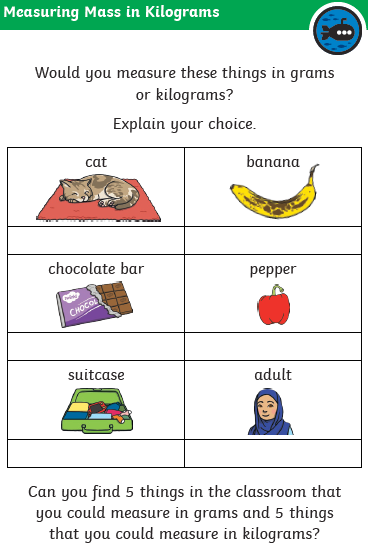 Measuring Mass in Kilograms
Would you measure these things in grams
or kilograms?
Explain your choice.
cat
banana
chocolate bar
pepper
suitcase
adult
Can you find 5 things in the classroom that
you could measure in grams and 5 things
that you could measure in kilograms?